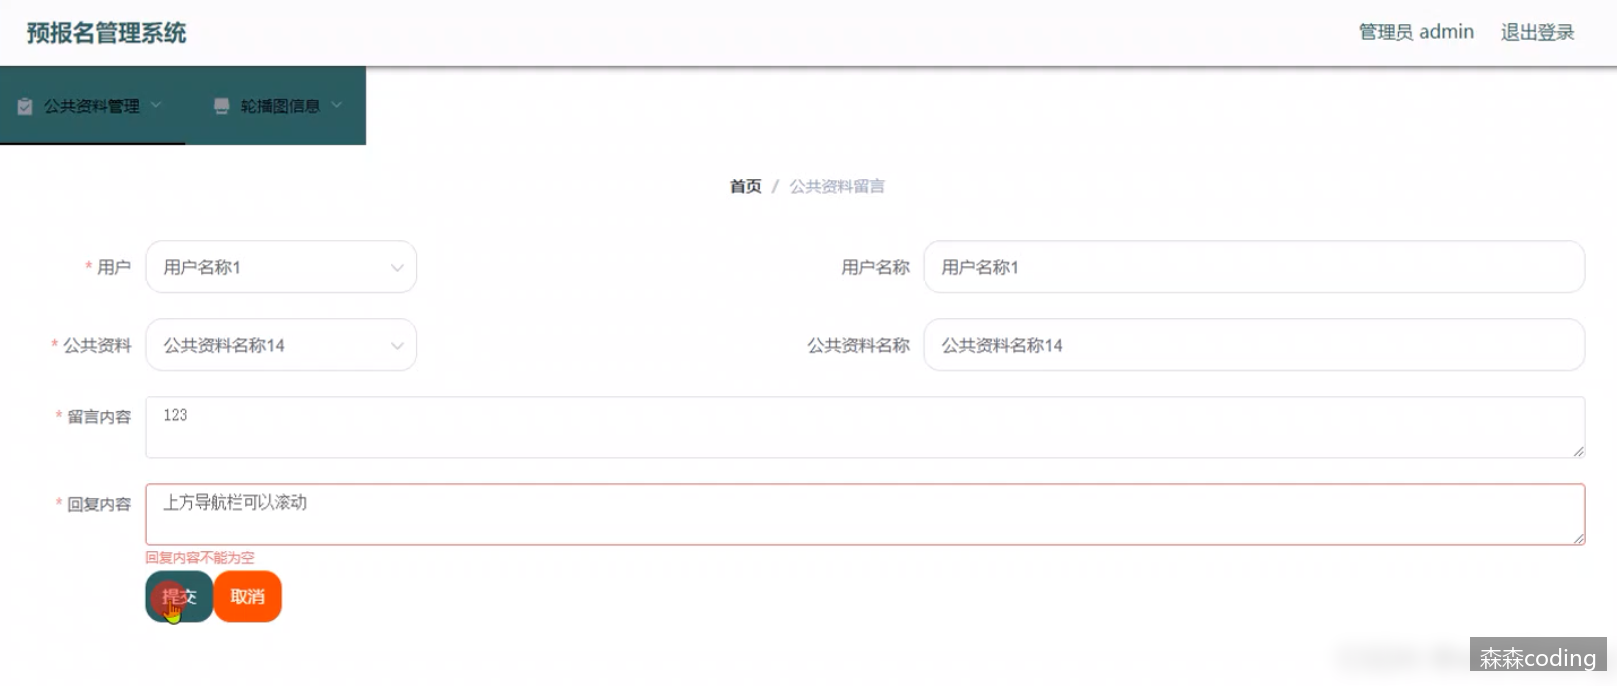 预报名管理系统
管理员 admin 退出登录
公共资料管理 轮播图信息
首页 / 公共资料留言
* 用户 用户名称1 用户名称 用户名称1
* 公共资料 公共资料名称14 公共资料名称 公共资料名称14
* 留言内容 123
* 回复内容 上方导航栏可以滚动
回复内容不能为空
提交 取消
森森coding